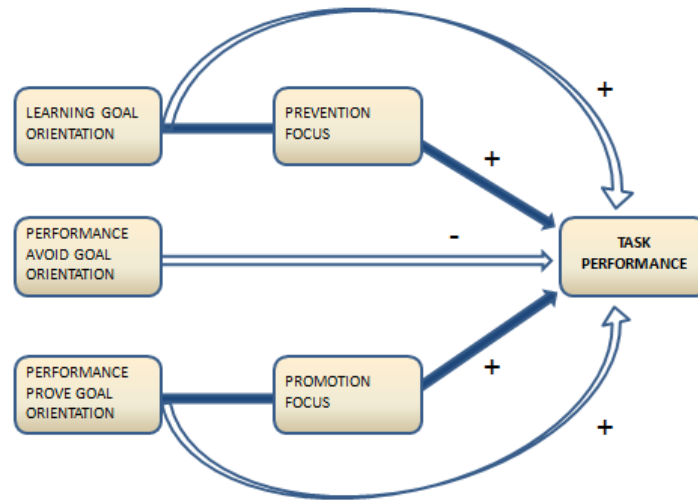 +
LEARNING GOAL
ORIENTATION
PREVENTION
FOCUS
+
PERFORMANCE
AVOID GOAL
ORIENTATION
-
TASK
PERFORMANCE
PERFORMANCE
PROVE GOAL
ORIENTATION
PROMOTION
FOCUS
+
+